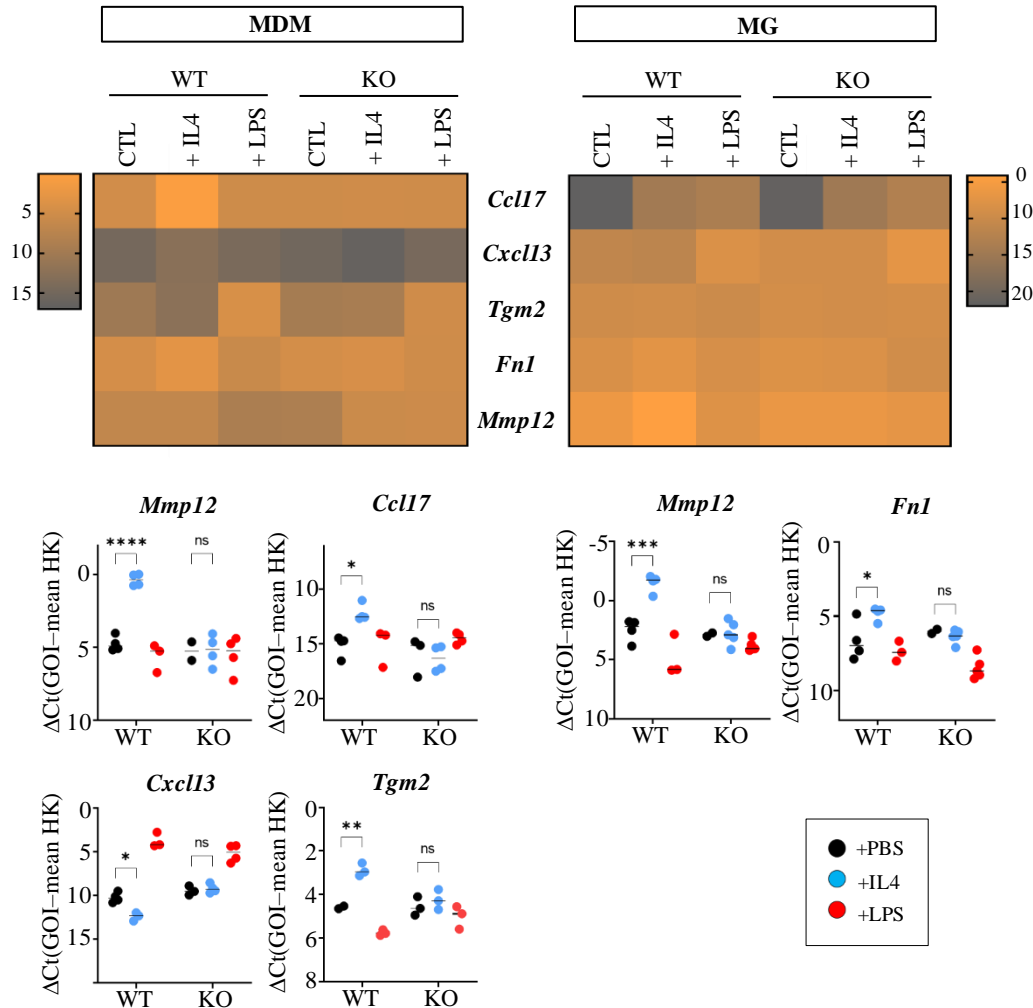 MDM MG
WT KO WT KO
CTL + IL4 + LPS CTL + IL4 + LPS CTL + IL4 + LPS CTL + IL4 + LPS
5
10
15
Ccl17
Cxcl13
Tgm2
Fn1
Mmp12
0
5
10
15
20
Mmp12 Ccl17 Mmp12 Fn1
ΔCt(GOI–mean HK)
0
5
10
**** ns
WT KO
ΔCt(GOI–mean HK)
10
15
20
* ns
WT KO
ΔCt(GOI–mean HK)
-5
0
5
10
*** ns
WT KO
ΔCt(GOI–mean HK)
0
5
10
* ns
WT KO
Cxcl13 Tgm2
ΔCt(GOI–mean HK)
0
5
10
15
* ns
WT KO
ΔCt(GOI–mean HK)
0
2
4
6
8
** ns
WT KO
+PBS
+IL4
+LPS